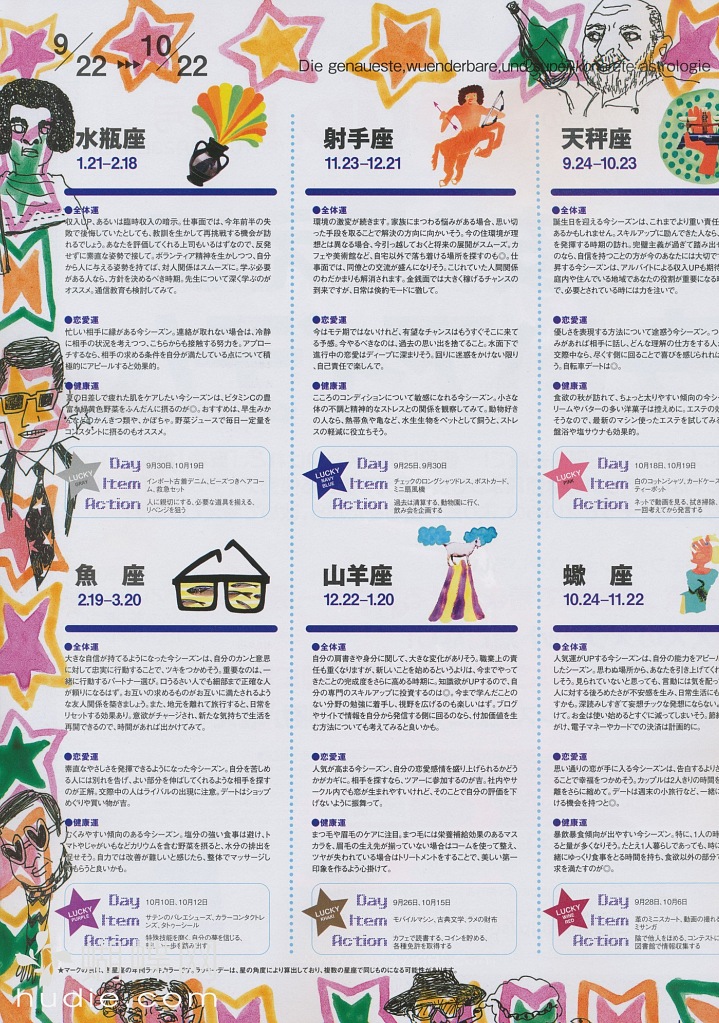 9/22 ▸▸▸ 10/22
Die genaueste,wuenderbare,und superkonkrete astrologie
水瓶座
1.21–2.18
●全体運
収入UP、あるいは臨時収入の暗示。仕事面では、今年前半の失
敗で後悔していたとしても、教訓を生かして再挑戦する機会が訪
れるでしょう。あなたを評価してくれる上司もいるはずなので、反発
せずに素直な姿勢で接して。ボランティア精神を生かしつつ、自分
から人に与える姿勢を持てば、対人関係はスムーズに。学ぶ必要
がある人なら、方針を決めるべき時期。先生について深く学ぶのが
オススメ。通信教育も検討してみて。
●恋愛運
忙しい相手に縁がある今シーズン。連絡が取れない場合は、冷静
に相手の状況を考えつつ、こちらからも接触する努力を。アプロー
チするなら、相手の求める条件を自分が満たしている点について積
極的にアピールすると効果的。
●健康運
夏の日差しで疲れた肌をケアしたい今シーズンは、ビタミンCの豊
富な緑黄色野菜をふんだんに摂るのが◎。おすすめは、早生みか
んなどのかんきつ類や、かぼちゃ。野菜ジュースで毎日一定量を
コンスタントに摂るのもオススメ。
LUCKY
GRAY
Day
9月30日、10月19日
Item
インポート古着デニム、ビーズつきヘアコー
ム、救急セット
Action
人に親切にする、必要な道具を揃える、
リベンジを狙う
射手座
11.23–12.21
●全体運
環境の激変が続きます。家族にまつわる悩みがある場合、思い切
った手段を取ることで解決の方向に向かいそう。今の住環境が理
想とは異なる場合、今引っ越しておくと将来の展開がスムーズ。カ
フェや美術館など、自宅以外で落ち着ける場所を探すのも◎。仕
事面では、同僚との交流が盛んになりそう。こじれていた人間関係
のわだかまりも解消されます。金銭面では大きく稼げるチャンスの
到来ですが、日常は倹約モードに徹して。
●恋愛運
今はモテ期ではないけれど、有望なチャンスはもうすぐそこに来て
る予感。今やるべきなのは、過去の思い出を捨てること。水面下で
進行中の恋愛はディープに深まりそう。回りに迷惑をかけない限り
、自己責任で楽しんで。
●健康運
こころのコンディションについて敏感になる今シーズン。小さな
体の不調と精神的なストレスとの関係を観察してみて。動物好き
の人なら、熱帯魚や亀など、水生生物をペットとして飼うと、ストレ
スの軽減に役立ちそう。
LUCKY
NAVY
BLUE
Day
9月25日、9月30日
Item
チェックのロングシャツドレス、ポストカード、
ミニ扇風機
Action
過去は清算する、動物園に行く、
飲み会を企画する
天秤座
9.24–10.23
●全体運
誕生日を迎える今シーズンは、これまでより重い責任
あるかもしれません。スキルアップに励んできた人なら、
を発揮する時期の訪れ。完璧主義が過ぎて踏み出せ
のなら、自信を持つことの方が今のあなたには大切で
昇する今シーズンは、アルバイトによる収入UPも期待
庭内や住んでいる地域であなたの役割が重要になる時
で、必要とされている時には力を注いで。
●恋愛運
優しさを表現する方法について途惑う今シーズン。つ
みがあれば相手に話し、どんな理解の仕方をする人か
交際中なら、尽くす側に回ることで喜びを感じられれば
う。自転車デートは◎。
●健康運
食欲の秋が訪れて、ちょっと太りやすい傾向の今シー
リームやバターの多い洋菓子は控えめに。エステの効
そうなので、最新のマシン使ったエステを試してみる
盤浴や塩サウナも効果的。
LUCKY
PINK
Day
10月18日、10月19日
Item
白のコットンシャツ、カードケース
ティーポット
Action
ネットで動画を見る、拭き掃除、
一回考えてから発言する
魚 座
2.19–3.20
●全体運
大きな自信が持てるようになった今シーズンは、自分のカンと意思
に対して忠実に行動することで、ツキをつかめそう。重要なのは、一
緒に行動するパートナー選び。口うるさい人でも細部まで正確な人
が頼りになるはず。お互いの求めるものがお互いに満たされるよう
な友人関係を築きましょう。また、地元を離れて旅行すると、日常を
リセットする効果あり。意欲がチャージされ、新たな気持ちで生活を
再開できるので、時間があれば出かけてみて。
●恋愛運
素直なやさしさを発揮できるようになった今シーズン。自分を苦しめ
る人には別れを告げ、よい部分を伸ばしてくれるような相手を探す
のが正解。交際中の人はライバルの出現に注意。デートはショップ
めぐりや買い物が吉。
●健康運
むくみやすい傾向のある今シーズン。塩分の強い食事は避け、ト
マトやじゃがいもなどカリウムを含む野菜を摂ると、水分の排出を
促せそう。自力では改善が難しいと感じたら、整体でマッサージし
てもらうと良いかも。
LUCKY
PURPLE
Day
10月10日、10月12日
Item
サテンのバレエシューズ、カラーコンタクトレ
ンズ、タトゥーシール
Action
特殊技能を磨く、自分の夢を信じる、
山羊座
12.22–1.20
●全体運
自分の肩書きや身分に関して、大きな変化がありそう。職業上の責
任も重くなりますが、新しいことを始めるというよりは、今までやって
きたことの完成度をさらに高める時期に。知識欲がUPするので、自
分の専門のスキルアップに投資するのは◎。今まで学んだことの
ない分野の勉強に着手し、視野を広げるのも楽しいはず。ブログ
やサイトで情報を自分から発信する側に回るのなら、付加価値を生
む方法についても考えてみると良いかも。
●恋愛運
人気が高まる今シーズン、自分の恋愛感情を盛り上げられるかどう
かがカギに。相手を探すなら、ツアーに参加するのが吉。社内やサ
ークル内でも恋が生まれやすいけれど、そのことで自分の評価を下
げないように振舞って。
●健康運
まつ毛や眉毛のケアに注目。まつ毛には栄養補給効果のあるマス
カラを、眉毛の生え先が揃っていない場合はコームを使って整え、
ツヤが失われている場合はトリートメントをすることで、美しい第一
印象を作るよう心掛けて。
LUCKY
KHAKI
Day
9月26日、10月15日
Item
モバイルマシン、古典文学、ラメの財布
Action
カフェで読書する、コインを貯める、
各種免許を取得する
蠍 座
10.24–11.22
●全体運
人気運がUPする今シーズンは、自分の能力をアピール
したシーズン。思わぬ場所から、あなたを引き上げてくれ
しそう。見られていないと思っても、言動には気を配っ
人に対する後ろめたさが不安感を生み、日常生活にも
すかも。深読みしすぎて妄想チックな発想にならないよ
けて。お金は使い始めるとすぐに減ってしまいそう。節約
がけ、電子マネーやカードでの決済は計画的に。
●恋愛運
思い通りの恋が手に入る今シーズンは、告白するよりさ
ることで幸福をつかめそう。カップルは2人きりの時間を
離をさらに縮めて。デートは週末の小旅行など、一緒に
ける機会を持つと◎。
●健康運
暴飲暴食傾向が出やすい今シーズン。特に、1人の時
ると量が多くなりそう。たとえ1人暮らしであっても、時に
緒にゆっくり食事をとる時間を持ち、食欲以外の部分で
求を満たすのが◎。
LUCKY
WINE
RED
Day
9月28日、10月6日
Item
革のミニスカート、動画の撮れ
ミサンガ
Action
陰で他人をほめる、コンテストに
図書館で情報収集する
デーは、星の角度により算出しており、複数の星座で同じものになる可能性があります。
hudie.com